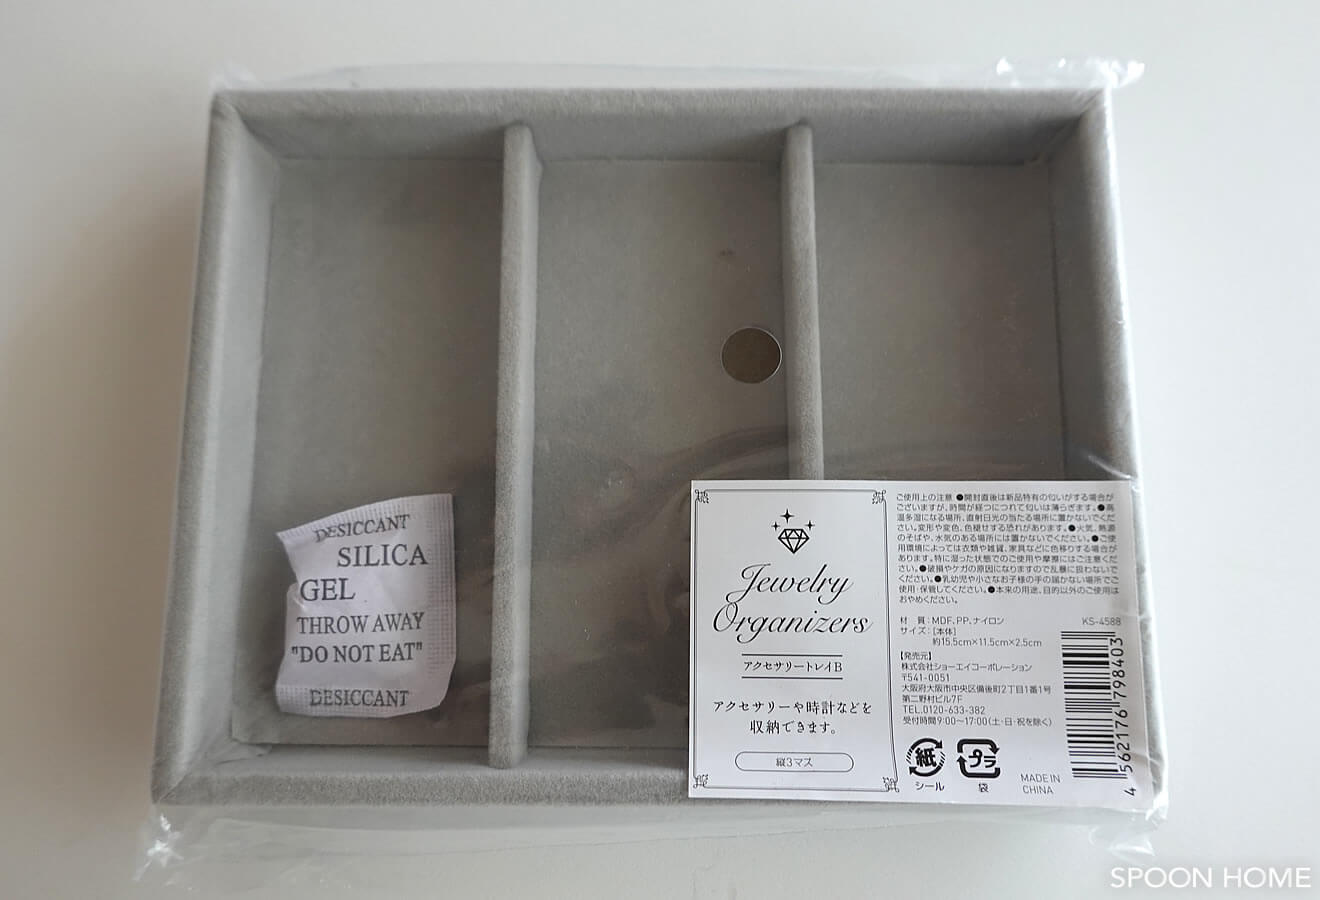 DESICCANT
SILICA
GEL
THROW AWAY
"DO NOT EAT"
DESICCANT
Jewelry
Organizers
アクセサリートレイB
アクセサリーや時計などを
収納できます。
縦3マス
ご使用上の注意 ●開封直後は新品特有の匂いがする場合が
ございますが、時間が経つにつれて匂いは薄らぎます。●高
温多湿になる場所、直射日光の当たる場所に置かないでくだ
さい。変形や変色、色褪せする恐れがあります。●火気、熱源
のそばや、水気のある場所には置かないでください。●ご使
用環境によっては衣類や雑貨、家具などに色移りする場合が
あります。特に湿った状態でのご使用や摩擦にはご注意くだ
さい。●破損やケガの原因になりますので乱暴に扱わないで
ください。●乳幼児や小さなお子様の手の届かない場所でご
使用・保管してください。●本来の用途、目的以外のご使用は
おやめください。
材 質:MDF、PP、ナイロン KS-4588
サイズ:[本体]
約15.5cm×11.5cm×2.5cm
【発売元】
株式会社ショーエイコーポレーション
〒541-0051
大阪府大阪市中央区備後町2丁目1番1号
第二野村ビル7F
TEL.0120-633-382
受付時間9:00〜17:00(土・日・祝を除く)
紙
シール
プラ
袋
MADE IN
CHINA
4 562176 798403
SPOON HOME